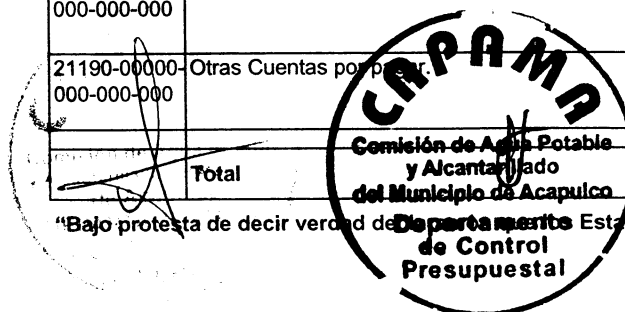 000-000-000
21190-00000- Otras Cuentas por pagar.
000-000-000
Total
"Bajo protesta de decir verdad Esta
CAPAMA
Comisión de Agua Potable
y Alcantarillado
del Municipio de Acapulco
Departamento
de Control
Presupuestal